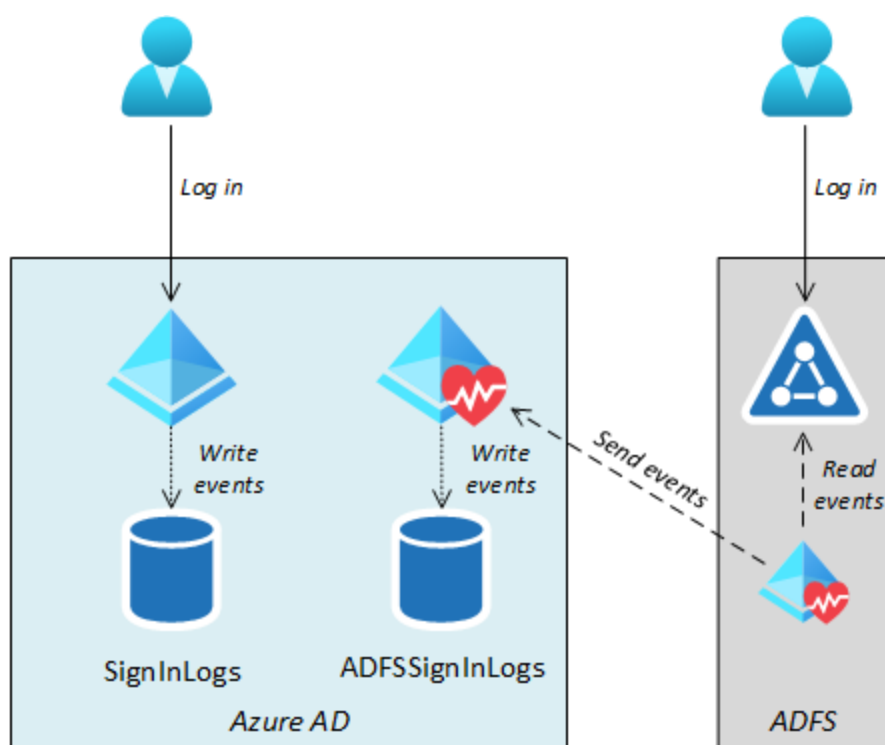 Log in
Log in
Write
events
Write
events
Send events
Read
events
SignInLogs
ADFSSignInLogs
Azure AD
ADFS